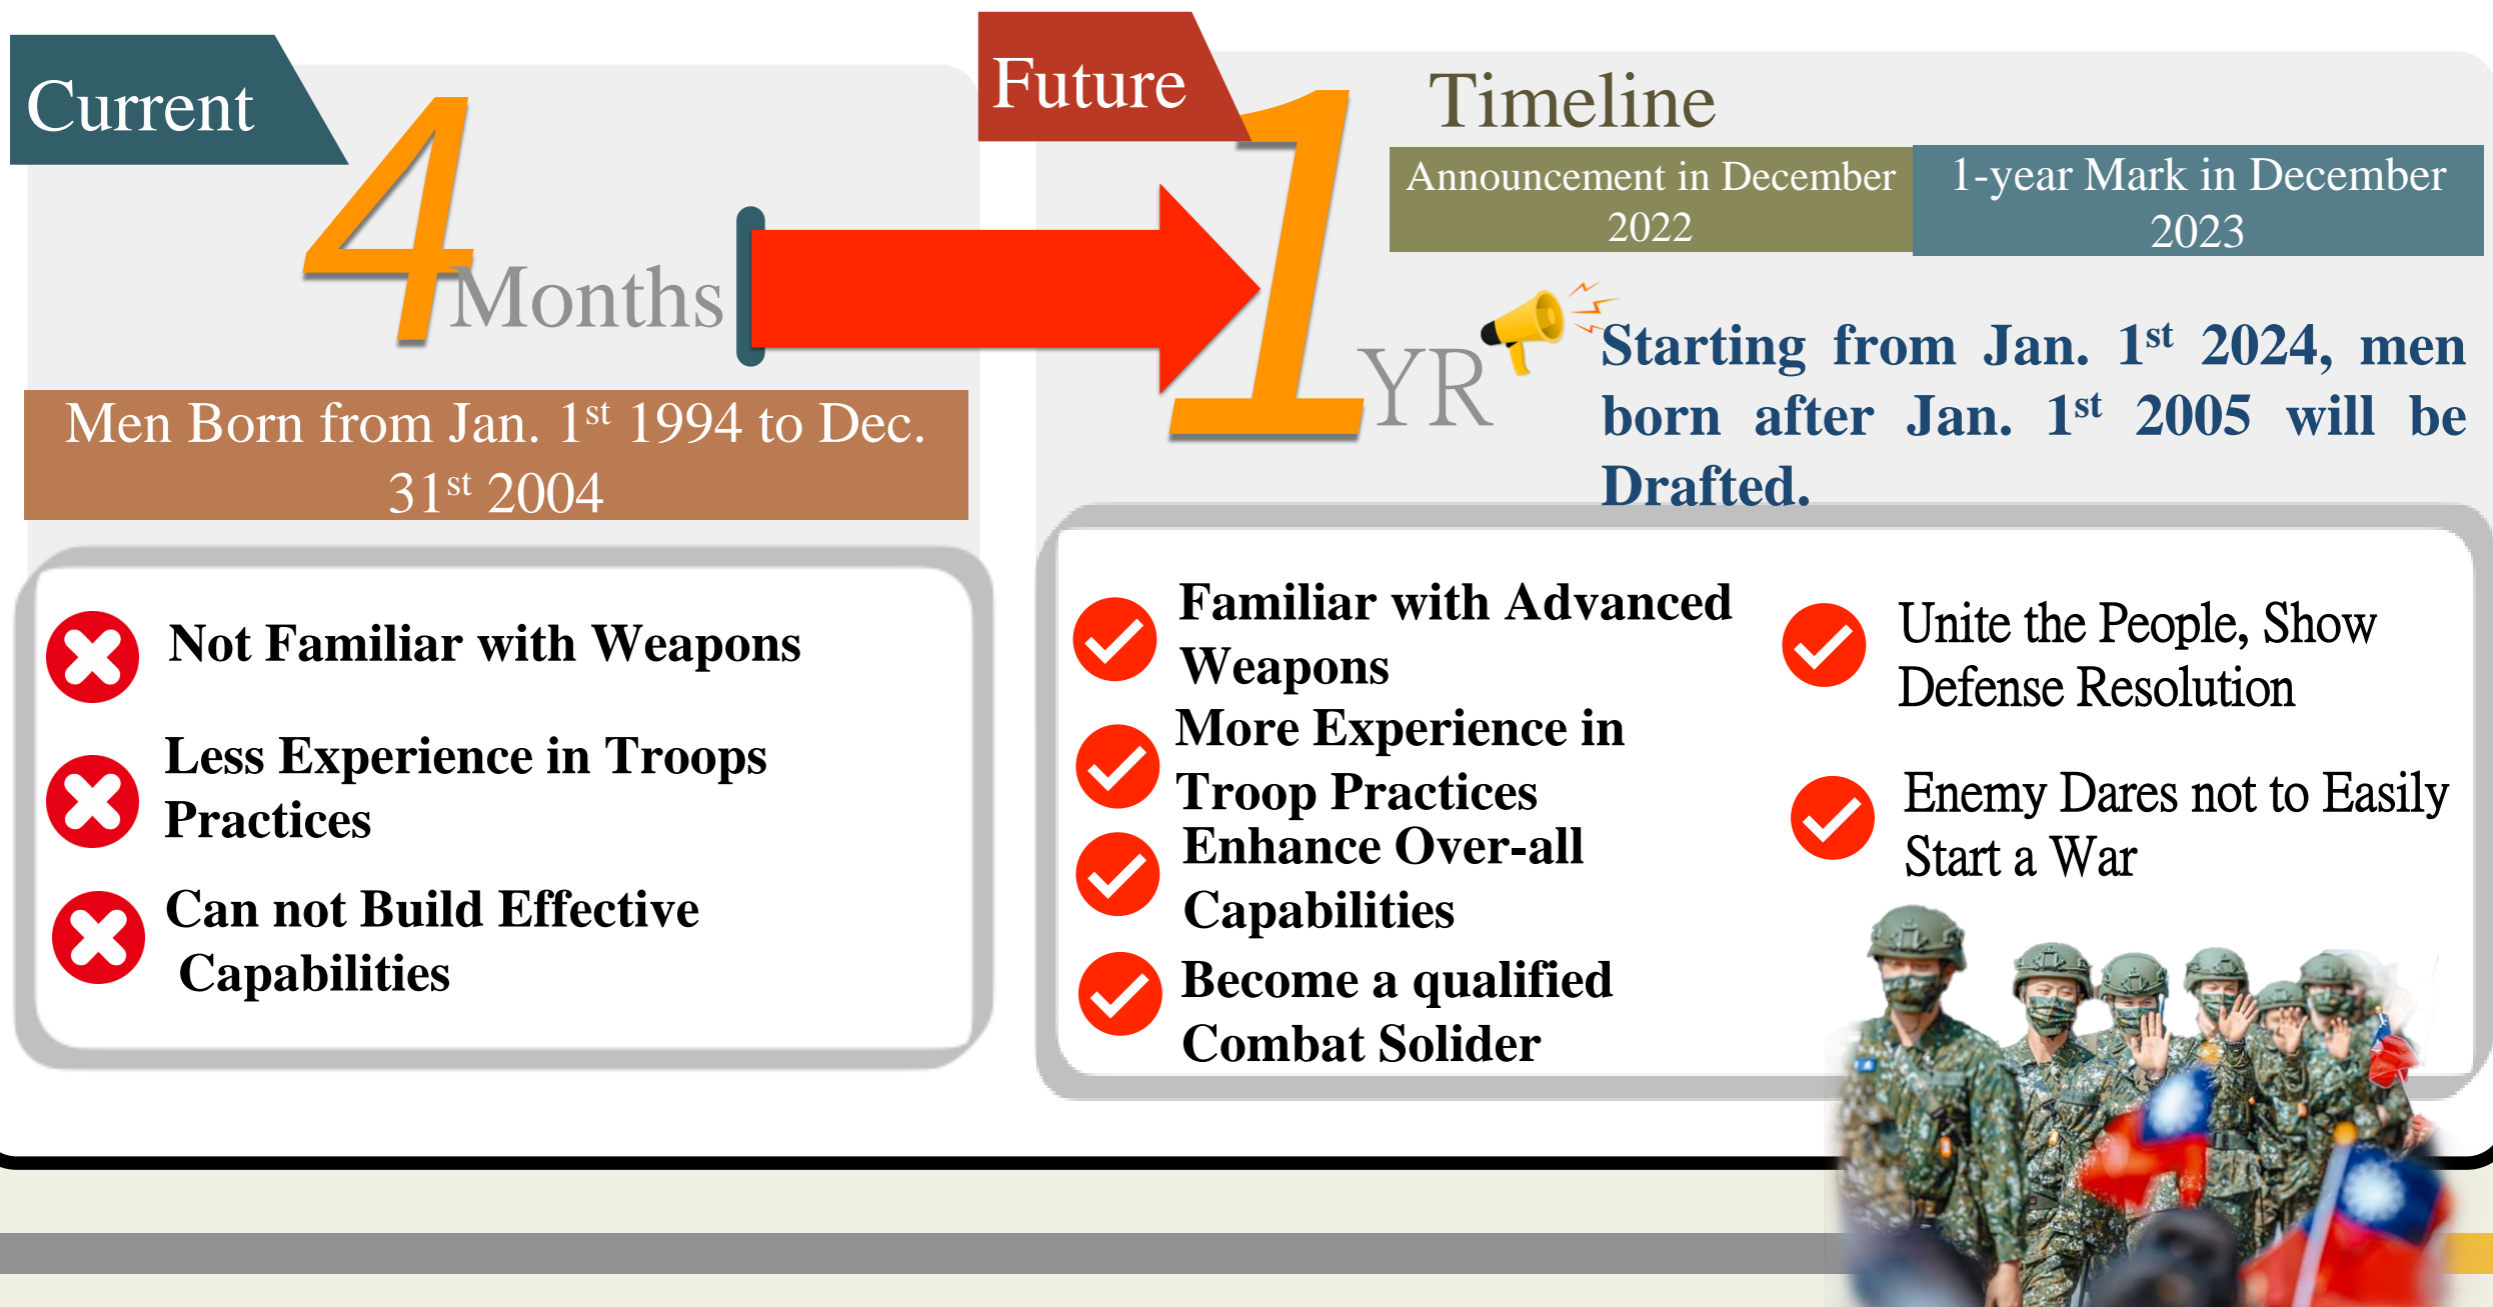 Current
4
Months
Men Born from Jan. 1st 1994 to Dec.
31st 2004
Not Familiar with Weapons
Less Experience in Troops
Practices
Can not Build Effective
Capabilities
Future
1
YR
Timeline
Announcement in December
2022
1-year Mark in December
2023
Starting from Jan. 1st 2024, men
born after Jan. 1st 2005 will be
Drafted.
Familiar with Advanced
Weapons
More Experience in
Troop Practices
Enhance Over-all
Capabilities
Become a qualified
Combat Solider
Unite the People, Show
Defense Resolution
Enemy Dares not to Easily
Start a War